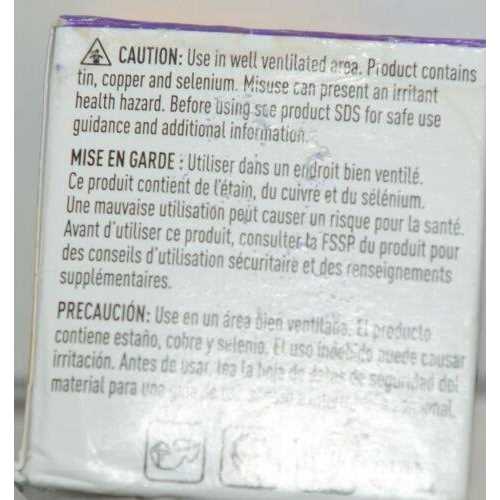 CAUTION: Use in well ventilated area. Product contains
tin, copper and selenium. Misuse can present an irritant
health hazard. Before using see product SDS for safe use
guidance and additional information.
MISE EN GARDE : Utiliser dans un endroit bien ventilé.
Ce produit contient de l'étain, du cuivre et du sélénium.
Une mauvaise utilisation peut causer un risque pour la santé.
Avant d'utiliser ce produit, consulter la FSSP du produit pour
des conseils d'utilisation sécuritaire et des renseignements
supplémentaires.
PRECAUCIÓN: Use en un área bien ventilada. El producto
contiene estaño, cobre y selenio. El uso indebido puede causar
irritación. Antes de usar, lea la hoja de datos de seguridad del
material para una